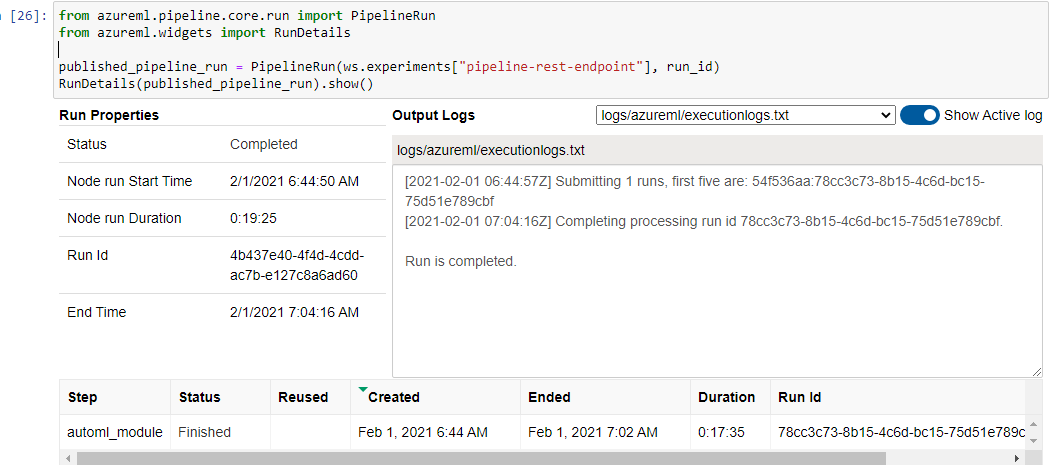 [26]:
from azureml.pipeline.core.run import PipelineRun
from azureml.widgets import RunDetails
published_pipeline_run = PipelineRun(ws.experiments["pipeline-rest-endpoint"], run_id)
RunDetails(published_pipeline_run).show()
Run Properties
Status Completed
Node run Start Time 2/1/2021 6:44:50 AM
Node run Duration 0:19:25
Run Id 4b437e40-4f4d-4cdd-
ac7b-e127c8a6ad60
End Time 2/1/2021 7:04:16 AM
Output Logs logs/azureml/executionlogs.txt Show Active log
logs/azureml/executionlogs.txt
[2021-02-01 06:44:57Z] Submitting 1 runs, first five are: 54f536aa:78cc3c73-8b15-4c6d-bc15-
75d51e789cbf
[2021-02-01 07:04:16Z] Completing processing run id 78cc3c73-8b15-4c6d-bc15-75d51e789cbf.
Run is completed.
Step Status Reused Created Ended Duration Run Id
automl_module Finished Feb 1, 2021 6:44 AM Feb 1, 2021 7:02 AM 0:17:35 78cc3c73-8b15-4c6d-bc15-75d51e789c